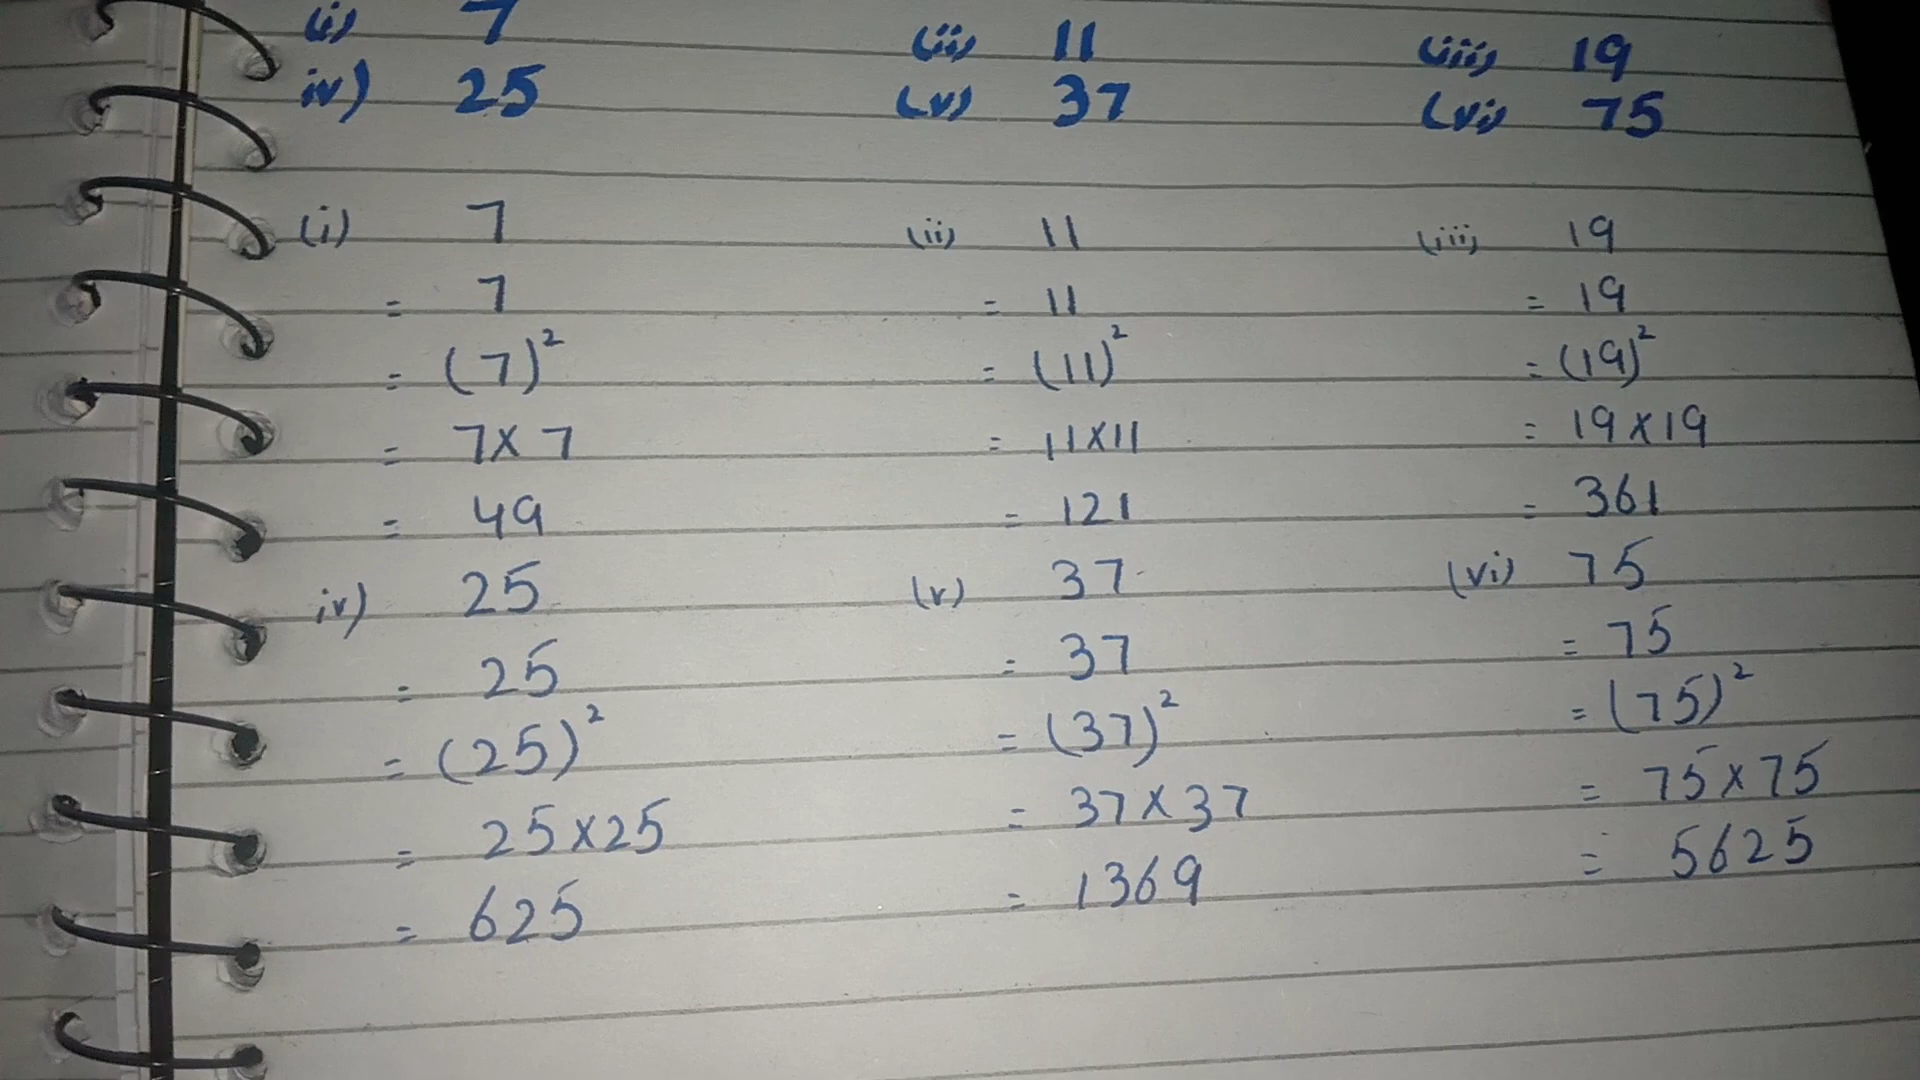 (i) 7 (ii) 11 (iii) 19
iv) 25 (v) 37 (vi) 75
(i) 7 (ii) 11 (iii) 19
= 7 = 11 = 19
= (7)² = (11)² = (19)²
= 7×7 = 11×11 = 19×19
= 49 = 121 = 361
iv) 25 (v) 37 (vi) 75
= 25 = 37 = 75
= (25)² = (37)² = (75)²
= 25×25 = 37×37 = 75×75
= 625 = 1369 = 5625